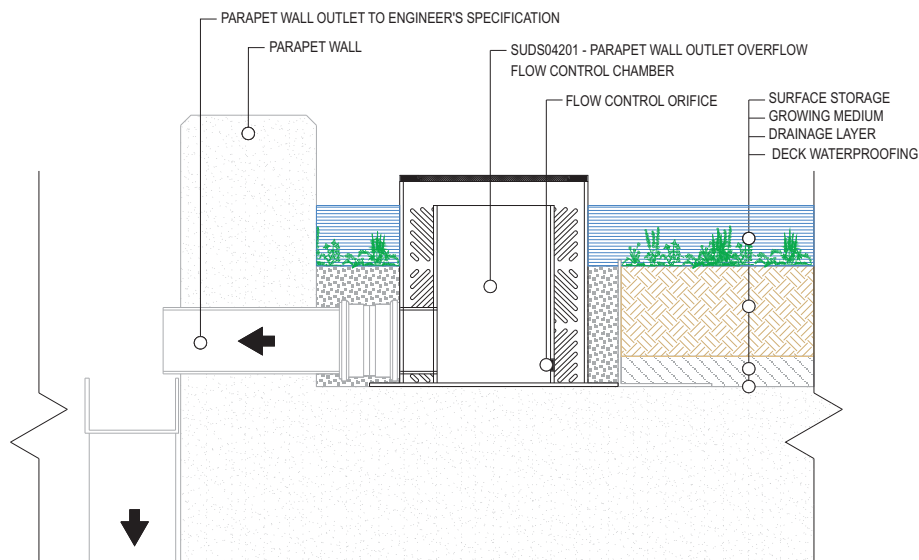 PARAPET WALL OUTLET TO ENGINEER'S SPECIFICATION
PARAPET WALL
SUDS04201 - PARAPET WALL OUTLET OVERFLOW
FLOW CONTROL CHAMBER
FLOW CONTROL ORIFICE
SURFACE STORAGE
GROWING MEDIUM
DRAINAGE LAYER
DECK WATERPROOFING